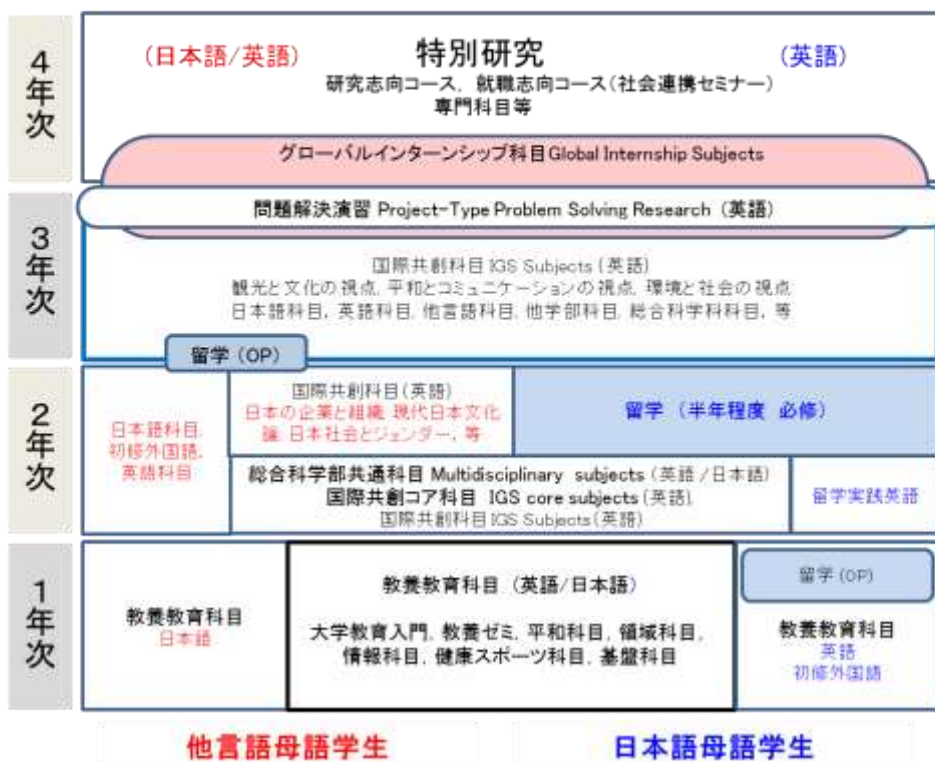 4年次
(日本語/英語)
特別研究
(英語)
研究志向コース, 就職志向コース(社会連携セミナー)
専門科目等
グローバルインターンシップ科目Global Internship Subjects
問題解決演習 Project-Type Problem Solving Research (英語)
3年次
国際共創科目 IGS Subjects (英語)
観光と文化の視点, 平和とコミュニケーションの視点, 環境と社会の視点
日本語科目, 英語科目, 他言語科目, 他学部科目, 総合科学科科目, 等
留学 (OP)
2年次
日本語科目,
初修外国語,
英語科目
国際共創科目(英語)
日本の企業と組織 現代日本文化
論, 日本社会とジェンダー, 等
留学 (半年程度 必修)
総合科学部共通科目 Multidisciplinary subjects (英語/日本語)
国際共創コア科目 IGS core subjects (英語),
国際共創科目 IGS Subjects(英語)
留学実践英語
1年次
教養教育科目
日本語
教養教育科目 (英語/日本語)
大学教育入門, 教養ゼミ, 平和科目, 領域科目,
情報科目, 健康スポーツ科目, 基盤科目
留学 (OP)
教養教育科目
英語
初修外国語
他言語母語学生
日本語母語学生